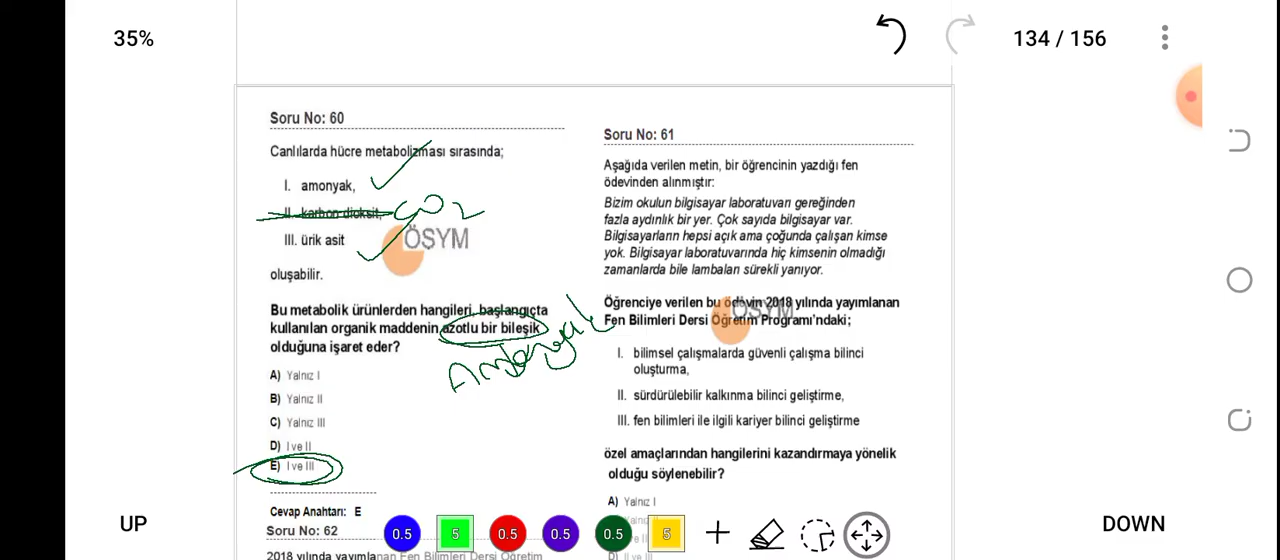 35%
134 / 156
Soru No: 60
Canlılarda hücre metabolizması sırasında;
I. amonyak,
II. karbon dioksit, CO2
III. ürik asit
ÖSYM
oluşabilir.
Bu metabolik ürünlerden hangileri, başlangıçta
kullanılan organik maddenin azotlu bir bileşik
olduğuna işaret eder?
Amonyak
A) Yalnız I
B) Yalnız II
C) Yalnız III
D) I ve II
E) I ve III
Cevap Anahtarı: E
Soru No: 62
2018 yılında yayımlanan Fen Bilimleri Dersi Öğretim
Soru No: 61
Aşağıda verilen metin, bir öğrencinin yazdığı fen
ödevinden alınmıştır:
Bizim okulun bilgisayar laboratuvarı gereğinden
fazla aydınlık bir yer. Çok sayıda bilgisayar var.
Bilgisayarların hepsi açık ama çoğunda çalışan kimse
yok. Bilgisayar laboratuvarında hiç kimsenin olmadığı
zamanlarda bile lambaları sürekli yanıyor.
Öğrenciye verilen bu ödevin 2018 yılında yayımlanan
Fen Bilimleri Dersi Öğretim Programı'ndaki;
ÖSYM
I. bilimsel çalışmalarda güvenli çalışma bilinci
oluşturma,
II. sürdürülebilir kalkınma bilinci geliştirme,
III. fen bilimleri ile ilgili kariyer bilinci geliştirme
özel amaçlarından hangilerini kazandırmaya yönelik
olduğu söylenebilir?
A) Yalnız I
D) II ve III
UP
0.5
5
0.5
0.5
0.5
5
DOWN